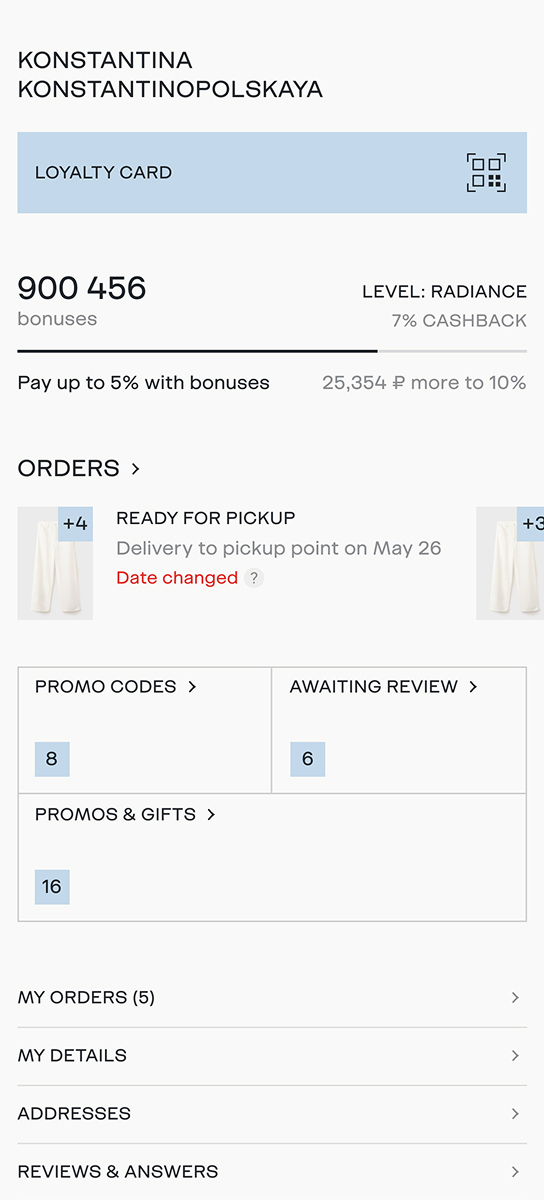 KONSTANTINA
KONSTANTINOPOLSKAYA
LOYALTY CARD
900 456
LEVEL: RADIANCE
bonuses
7% CASHBACK
Pay up to 5% with bonuses
25,354 ₽ more to 10%
ORDERS
+4
READY FOR PICKUP
+3
Delivery to pickup point on May 26
Date changed ?
PROMO CODES
AWAITING REVIEW
8
6
PROMOS & GIFTS
16
MY ORDERS (5)
MY DETAILS
ADDRESSES
REVIEWS & ANSWERS